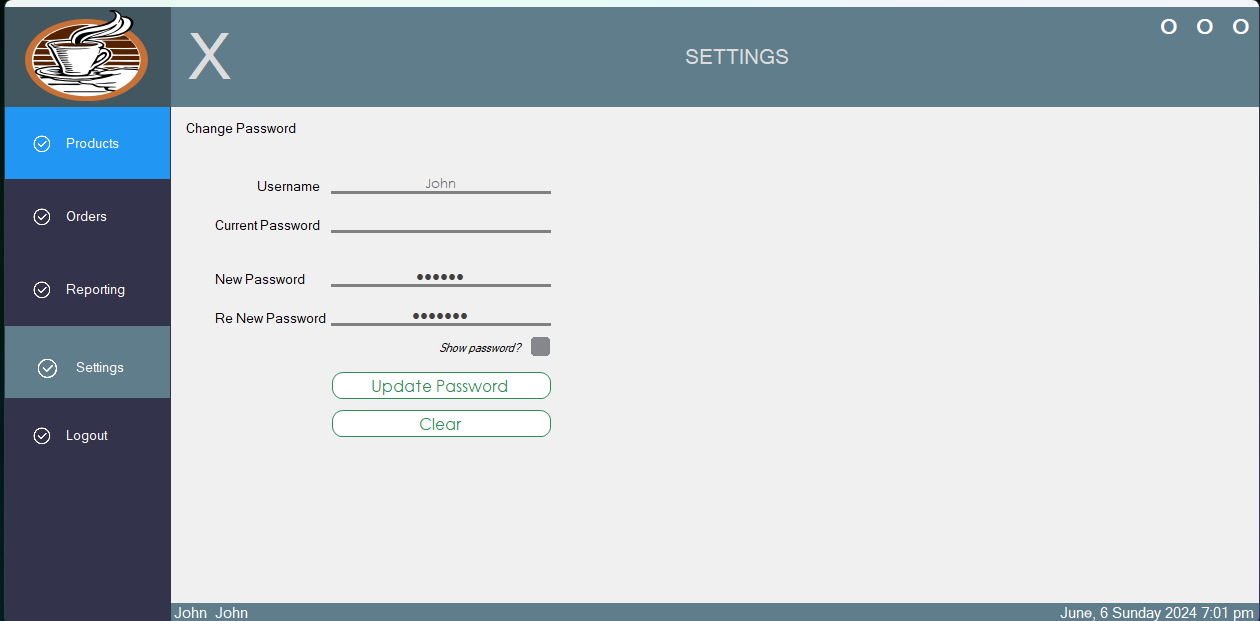 X
SETTINGS
O O O
Products
Orders
Reporting
Settings
Logout
Change Password
Username John
Current Password
New Password ●●●●●●
Re New Password ●●●●●●●
Show password?
Update Password
Clear
John John
June, 6 Sunday 2024 7:01 pm